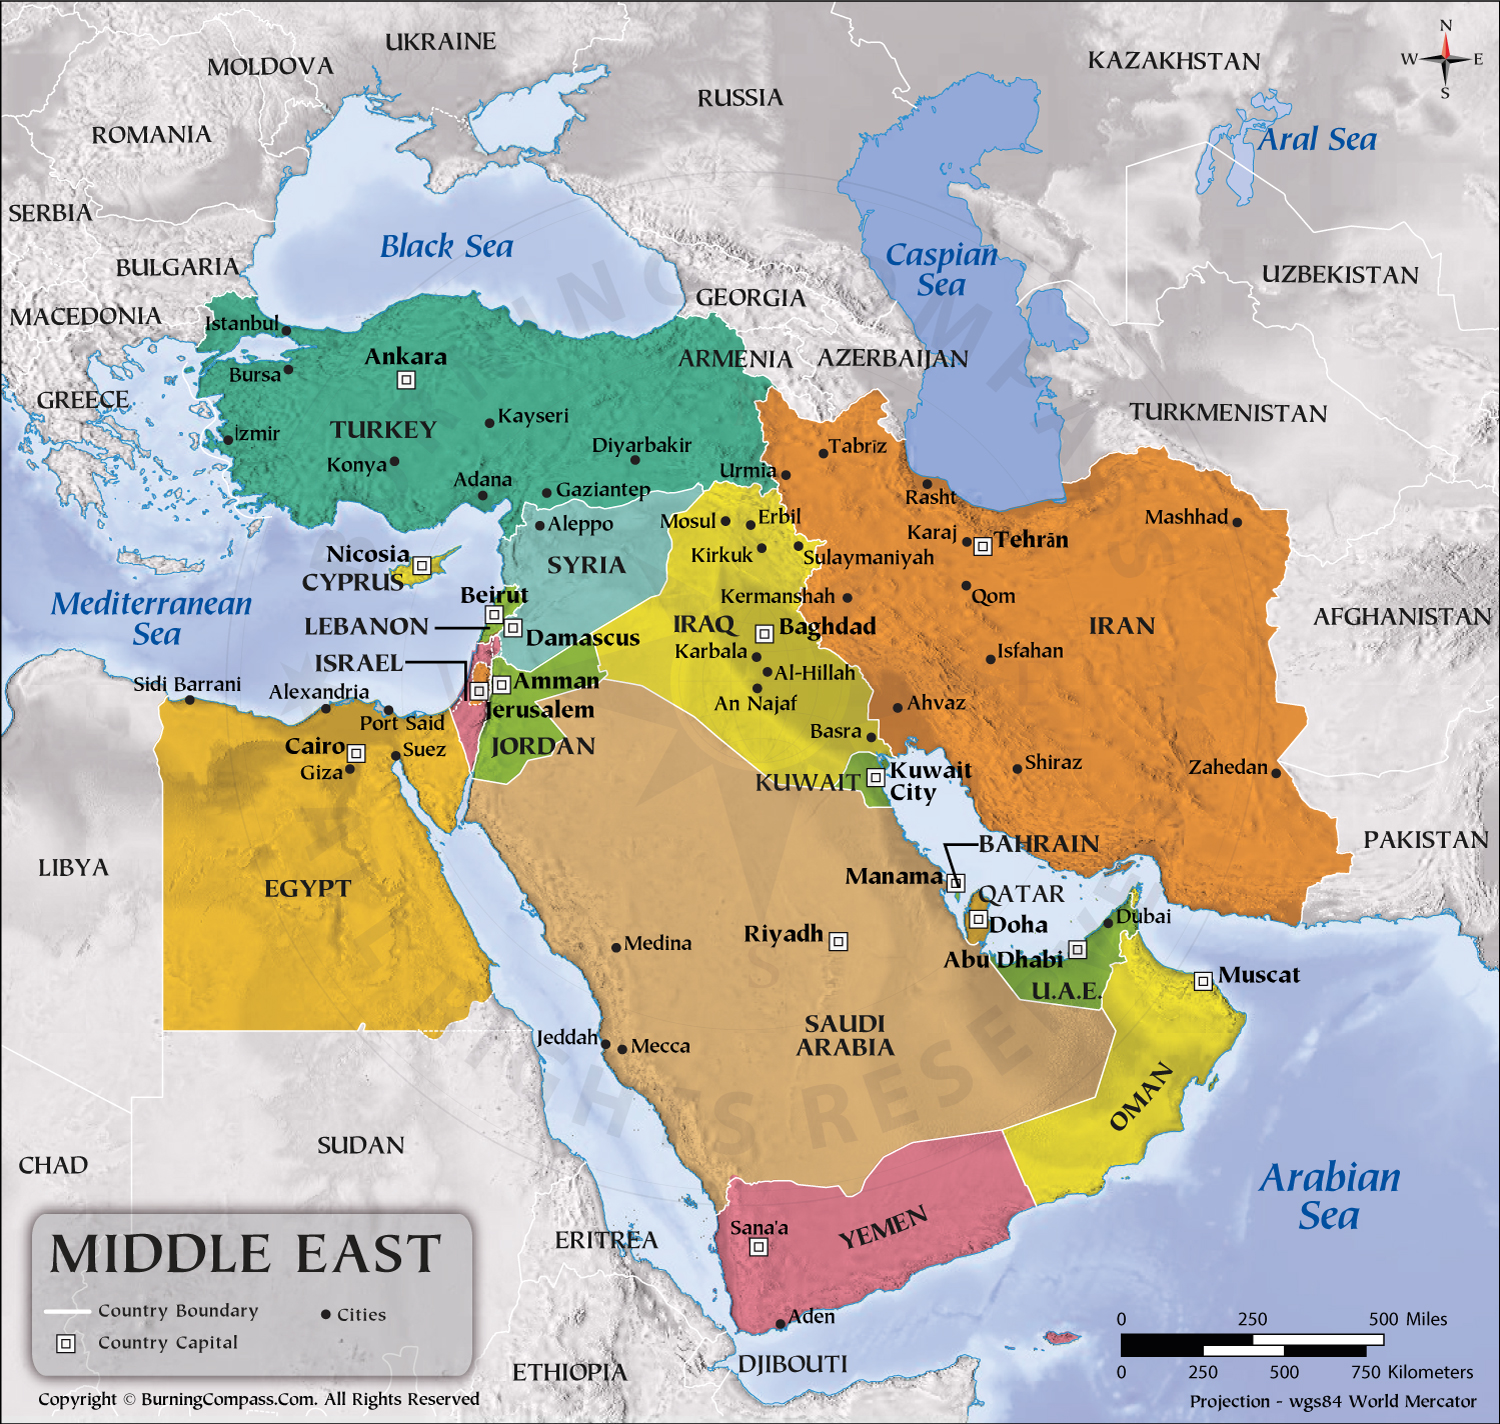 UKRAINE
MOLDOVA
KAZAKHSTAN
N
W
E
S
RUSSIA
ROMANIA
Aral Sea
SERBIA
Black Sea
BULGARIA
Caspian
Sea
UZBEKISTAN
GEORGIA
MACEDONIA
Istanbul
Ankara
ARMENIA
AZERBAIJAN
Bursa
GREECE
TURKMENISTAN
Kayseri
TURKEY
İzmir
Diyarbakir
Tabriz
Konya
Urmia
Adana
Gaziantep
Rasht
Aleppo
Mosul
Erbil
Mashhad
Karaj
Tehrān
Nicosia
CYPRUS
SYRIA
Kirkuk
Sulaymaniyah
Beirut
Kermanshah
Qom
Mediterranean
Sea
LEBANON
Damascus
IRAQ
Baghdad
IRAN
AFGHANISTAN
Karbala
Isfahan
ISRAEL
Al-Hillah
Sidi Barrani
Alexandria
Amman
An Najaf
Ahvaz
Port Said
Jerusalem
Basra
Cairo
Suez
JORDAN
Giza
KUWAIT
Kuwait
City
Shiraz
Zahedan
LIBYA
BAHRAIN
PAKISTAN
EGYPT
Manama
QATAR
Doha
Dubai
Medina
Riyadh
Abu Dhabi
U.A.E.
Muscat
Jeddah
Mecca
SAUDI
ARABIA
OMAN
SUDAN
CHAD
Arabian
Sea
Sana'a
YEMEN
ERITREA
MIDDLE EAST
Country Boundary
Cities
Country Capital
Aden
DJIBOUTI
ETHIOPIA
0 250 500 Miles
0 250 500 750 Kilometers
Copyright © BurningCompass.Com. All Rights Reserved
Projection - wgs84 World Mercator